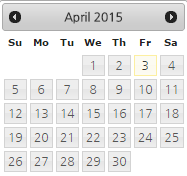 April 2015
Su Mo Tu We Th Fr Sa
1 2 3 4
5 6 7 8 9 10 11
12 13 14 15 16 17 18
19 20 21 22 23 24 25
26 27 28 29 30